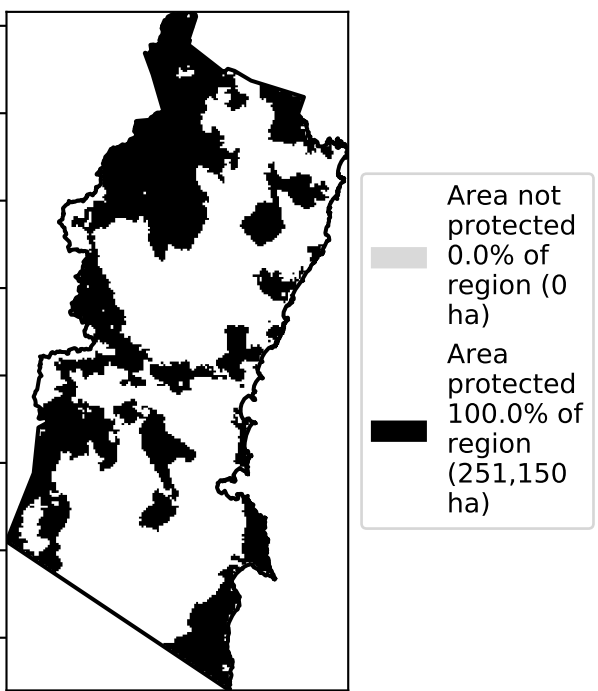 Area not
protected
0.0% of
region (0
ha)
Area
protected
100.0% of
region
(251,150
ha)